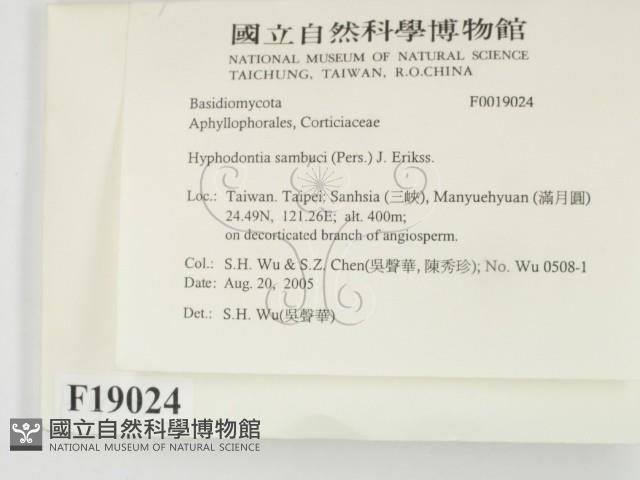 國立自然科學博物館
NATIONAL MUSEUM OF NATURAL SCIENCE
TAICHUNG, TAIWAN, R.O.CHINA
Basidiomycota F0019024
Aphyllophorales, Corticiaceae
Hyphodontia sambuci (Pers.) J. Erikss.
Loc.: Taiwan. Taipei: Sanhsia (三峽), Manyuehyuan (滿月圓)
24.49N, 121.26E; alt. 400m;
on decorticated branch of angiosperm.
Col.: S.H. Wu & S.Z. Chen(吳聲華, 陳秀珍); No. Wu 0508-1
Date: Aug. 20, 2005
Det.: S.H. Wu(吳聲華)
F19024
國立自然科學博物館
NATIONAL MUSEUM OF NATURAL SCIENCE